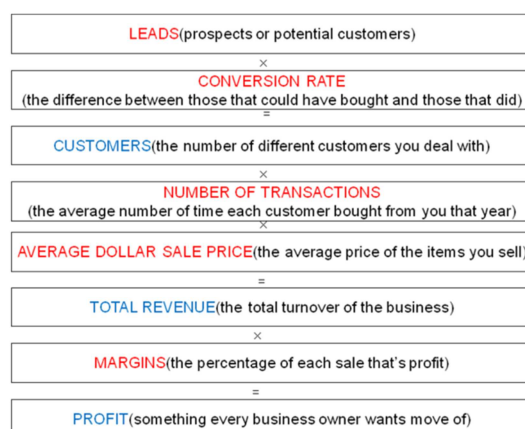 LEADS(prospects or potential customers)
×
CONVERSION RATE
(the difference between those that could have bought and those that did)
=
CUSTOMERS(the number of different customers you deal with)
×
NUMBER OF TRANSACTIONS
(the average number of time each customer bought from you that year)
×
AVERAGE DOLLAR SALE PRICE(the average price of the items you sell)
=
TOTAL REVENUE(the total turnover of the business)
×
MARGINS(the percentage of each sale that's profit)
=
PROFIT(something every business owner wants move of)